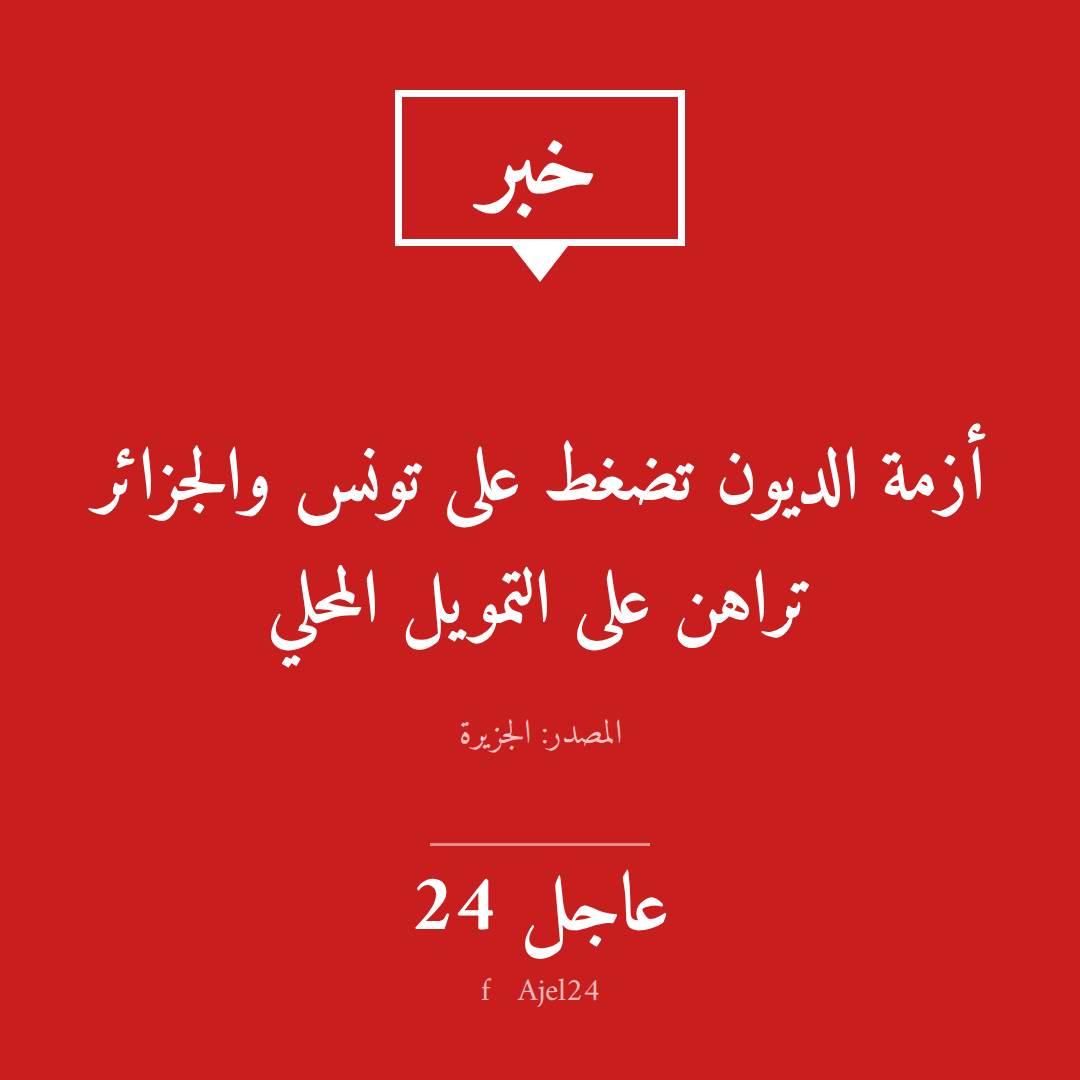 خبر
أزمة الديون تضغط على تونس والجزائر
تراهن على التمويل المحلي
المصدر: الجزيرة
عاجل 24
f Ajel24